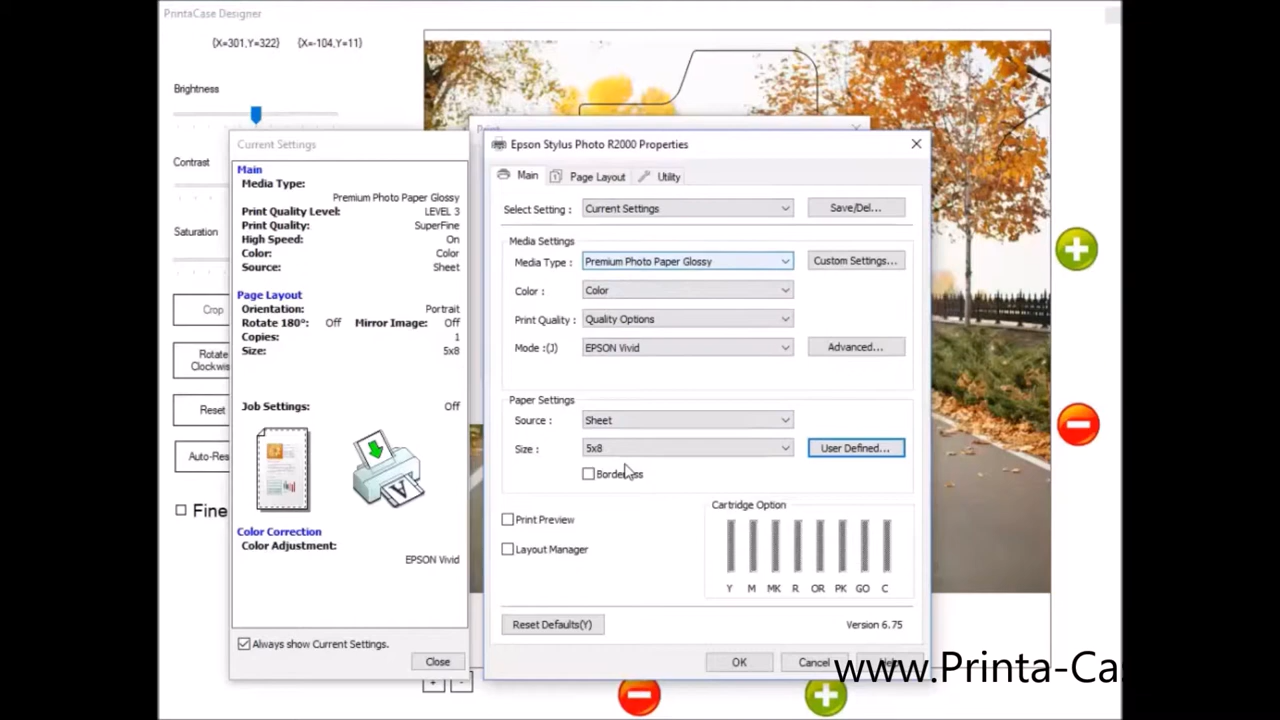 PrintaCase Designer
{X=301,Y=322} {X=-104,Y=11}
Brightness
Contrast
Saturation
Crop
Rotate
Clockwis
Reset
Auto-Res
Fine
Current Settings
Main
Media Type:
Premium Photo Paper Glossy
Print Quality Level: LEVEL 3
Print Quality: SuperFine
High Speed: On
Color: Color
Source: Sheet
Page Layout
Orientation: Portrait
Rotate 180°: Off Mirror Image: Off
Copies: 1
Size: 5x8
Job Settings: Off
Color Correction
Color Adjustment:
EPSON Vivid
Always show Current Settings.
Close
Epson Stylus Photo R2000 Properties
Main Page Layout Utility
Select Setting : Current Settings Save/Del...
Media Settings
Media Type : Premium Photo Paper Glossy Custom Settings...
Color : Color
Print Quality : Quality Options
Mode :(J) EPSON Vivid Advanced...
Paper Settings
Source : Sheet
Size : 5x8 User Defined...
Borderless
Cartridge Option
Print Preview
Layout Manager
Y M MK R OR PK GO C
Reset Defaults(Y) Version 6.75
OK Cancel
www.Printa-Cas